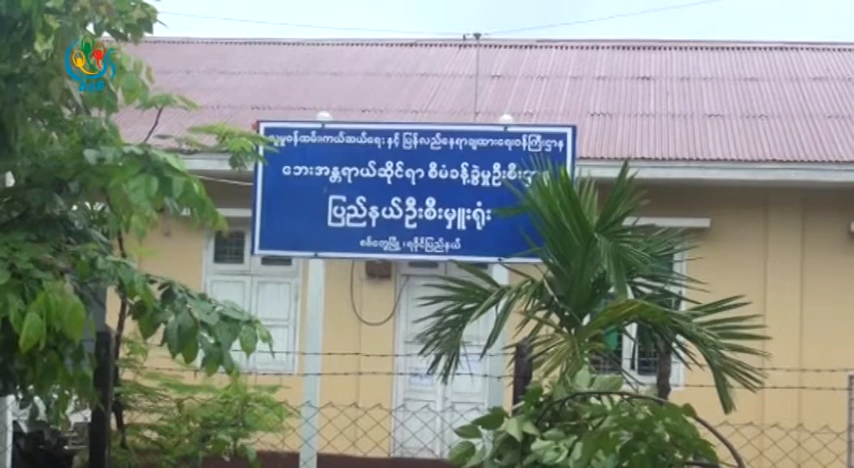 လူမှုဝန်ထမ်း၊ကယ်ဆယ်ရေး နှင့် ပြန်လည်နေရာချထားရေးဝန်ကြီးဌာန
ဘေးအန္တရာယ်ဆိုင်ရာ စီမံခန့်ခွဲမှုဦးစီးဌာန
ပြည်နယ်ဦးစီးမှူးရုံး
စစ်တွေမြို့ ၊ ရခိုင်ပြည်နယ်